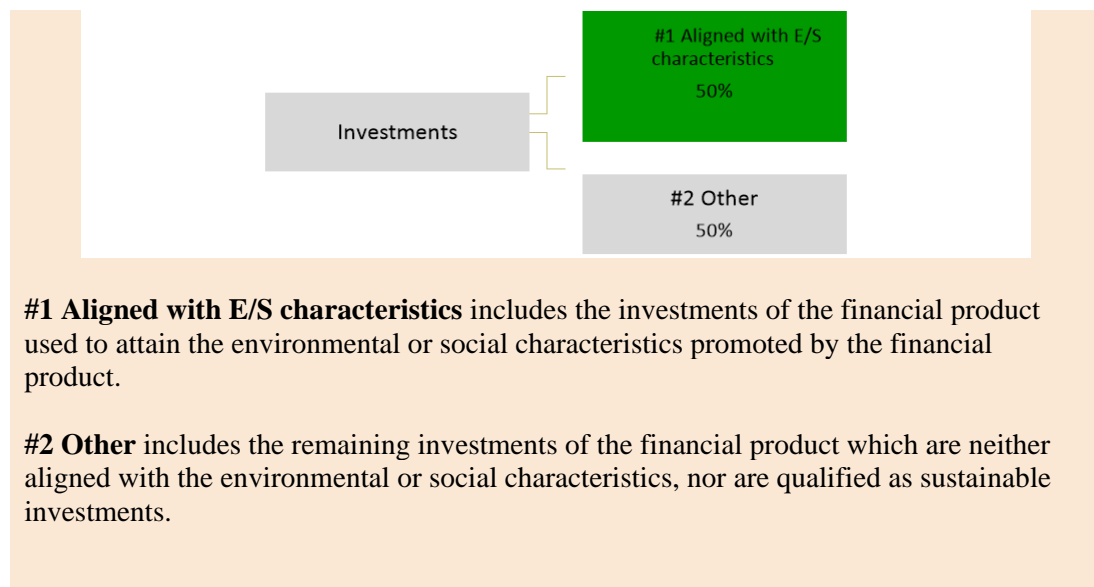 #1 Aligned with E/S
characteristics
50%
Investments
#2 Other
50%
#1 Aligned with E/S characteristics includes the investments of the financial product
used to attain the environmental or social characteristics promoted by the financial
product.
#2 Other includes the remaining investments of the financial product which are neither
aligned with the environmental or social characteristics, nor are qualified as sustainable
investments.